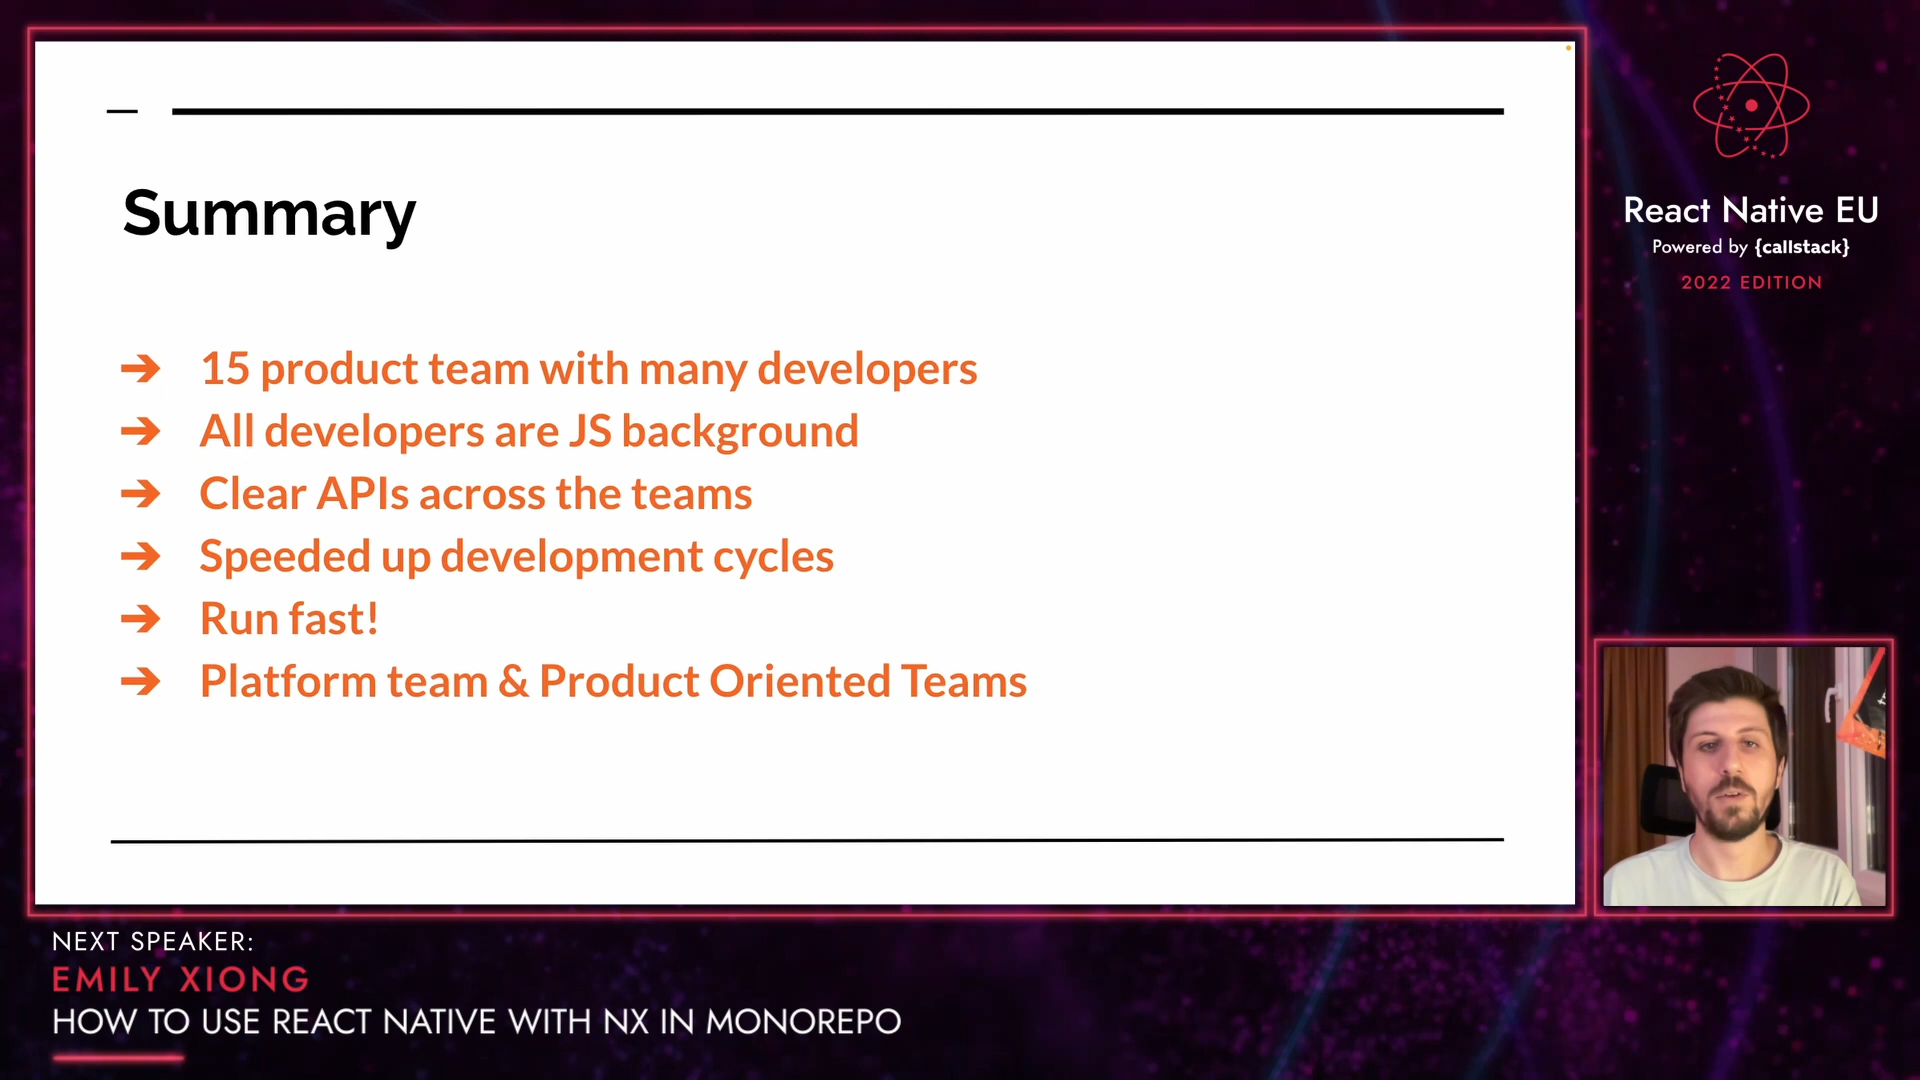 Summary
➔ 15 product team with many developers
➔ All developers are JS background
➔ Clear APIs across the teams
➔ Speeded up development cycles
➔ Run fast!
➔ Platform team & Product Oriented Teams
React Native EU
Powered by {callstack}
2022 EDITION
NEXT SPEAKER:
EMILY XIONG
HOW TO USE REACT NATIVE WITH NX IN MONOREPO